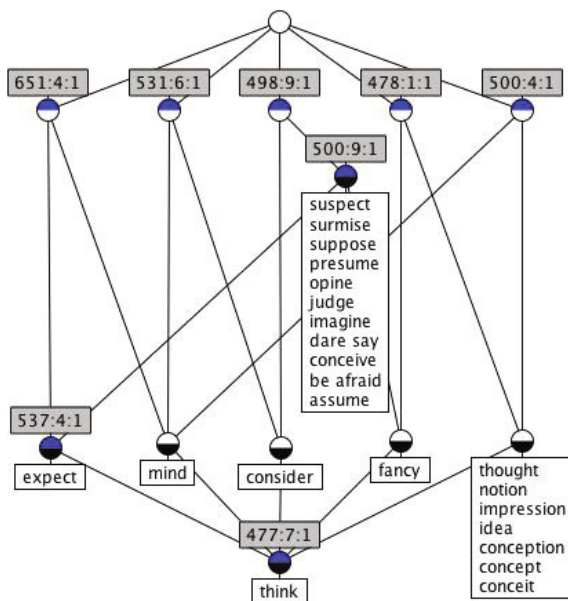 651:4:1
531:6:1
498:9:1
478:1:1
500:4:1
500:9:1
suspect
surmise
suppose
presume
opine
judge
imagine
dare say
conceive
be afraid
assume
537:4:1
expect
mind
consider
fancy
thought
notion
impression
idea
conception
concept
conceit
477:7:1
think